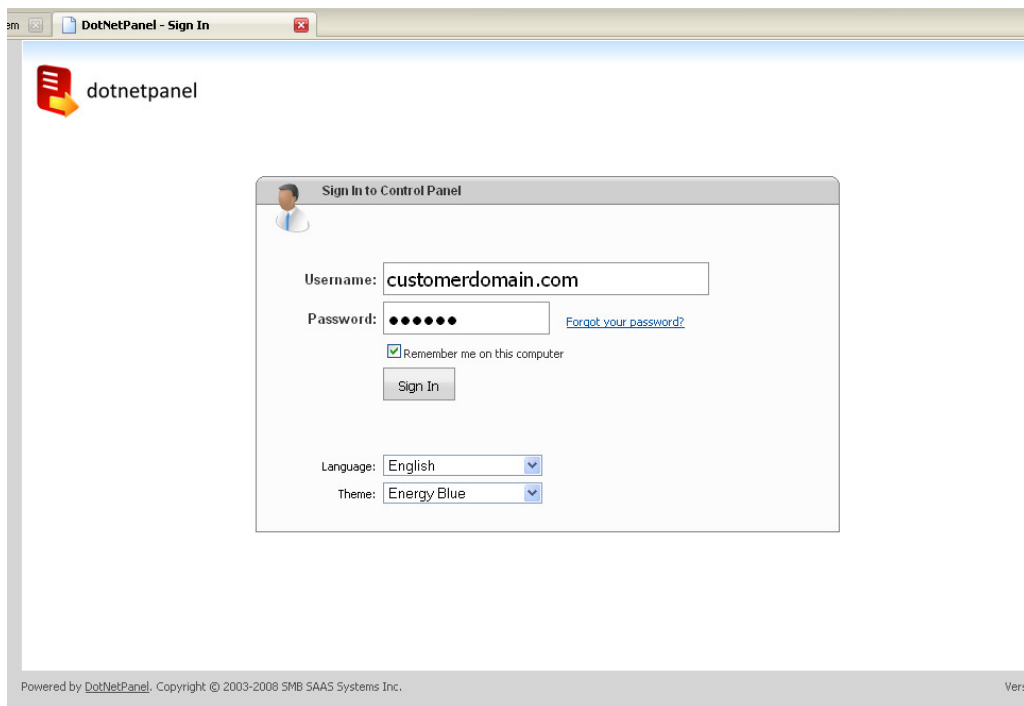 em
DotNetPanel - Sign In
dotnetpanel
Sign In to Control Panel
Username: customerdomain.com
Password: ●●●●●● Forgot your password?
Remember me on this computer
Sign In
Language: English
Theme: Energy Blue
Powered by DotNetPanel. Copyright © 2003-2008 SMB SAAS Systems Inc. Vers